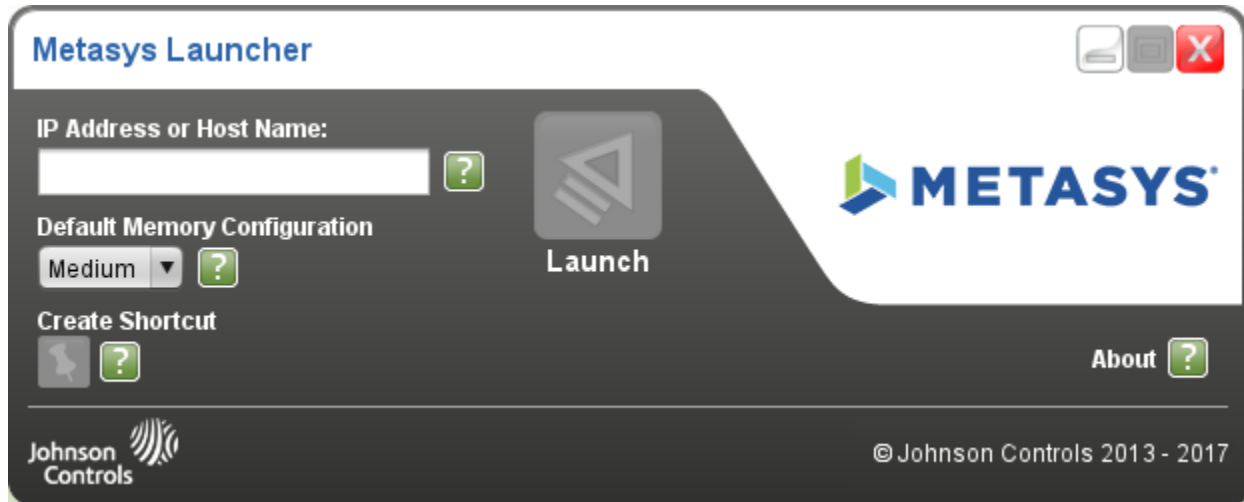 Metasys Launcher
X
IP Address or Host Name:
?
Default Memory Configuration
Medium ?
Launch
METASYS®
Create Shortcut
?
About ?
Johnson
Controls
© Johnson Controls 2013 - 2017